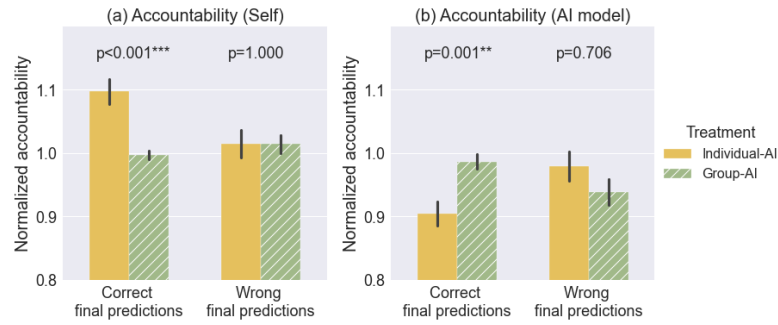 (a) Accountability (Self)
p<0.001***
p=1.000
Normalized accountability
1.1
1.0
0.9
0.8
Correct
final predictions
Wrong
final predictions
(b) Accountability (AI model)
p=0.001**
p=0.706
Normalized accountability
1.1
1.0
0.9
0.8
Correct
final predictions
Wrong
final predictions
Treatment
Individual-AI
Group-AI